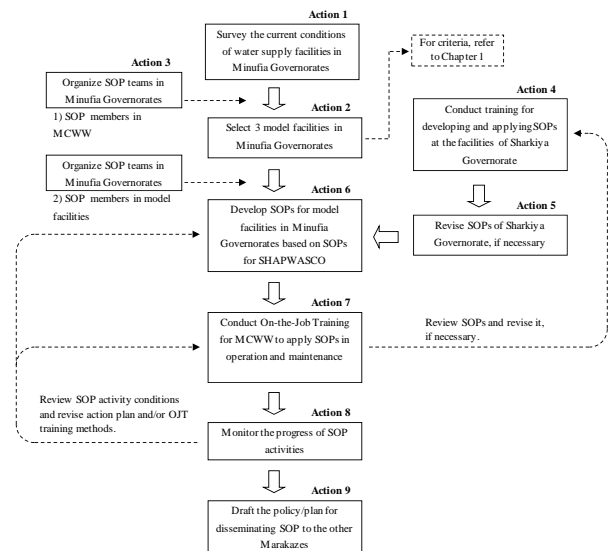 Action 1
Survey the current conditions
of water supply facilities in
Minufia Governorates
For criteria, refer
to Chapter 1
Action 3
Organize SOP teams in
Minufia Governorates
1) SOP members in
MCWW
Action 2
Select 3 model facilities in
Minufia Governorates
Action 4
Conduct training for
developing and applying SOPs
at the facilities of Sharkiya
Governorate
Organize SOP teams in
Minufia Governorates
2) SOP members in model
facilities
Action 5
Revise SOPs of Sharkiya
Governorate, if necessary
Action 6
Develop SOPs for model
facilities in Minufia
Governorates based on SOPs
for SHAPWASCO
Action 7
Conduct On-the-Job Training
for MCWW to apply SOPs in
operation and maintenance
Review SOPs and revise it,
if necessary.
Review SOP activity conditions
and revise action plan and/or OJT
training methods.
Action 8
Monitor the progress of SOP
activities
Action 9
Draft the policy/plan for
disseminating SOP to the other
Marakazes